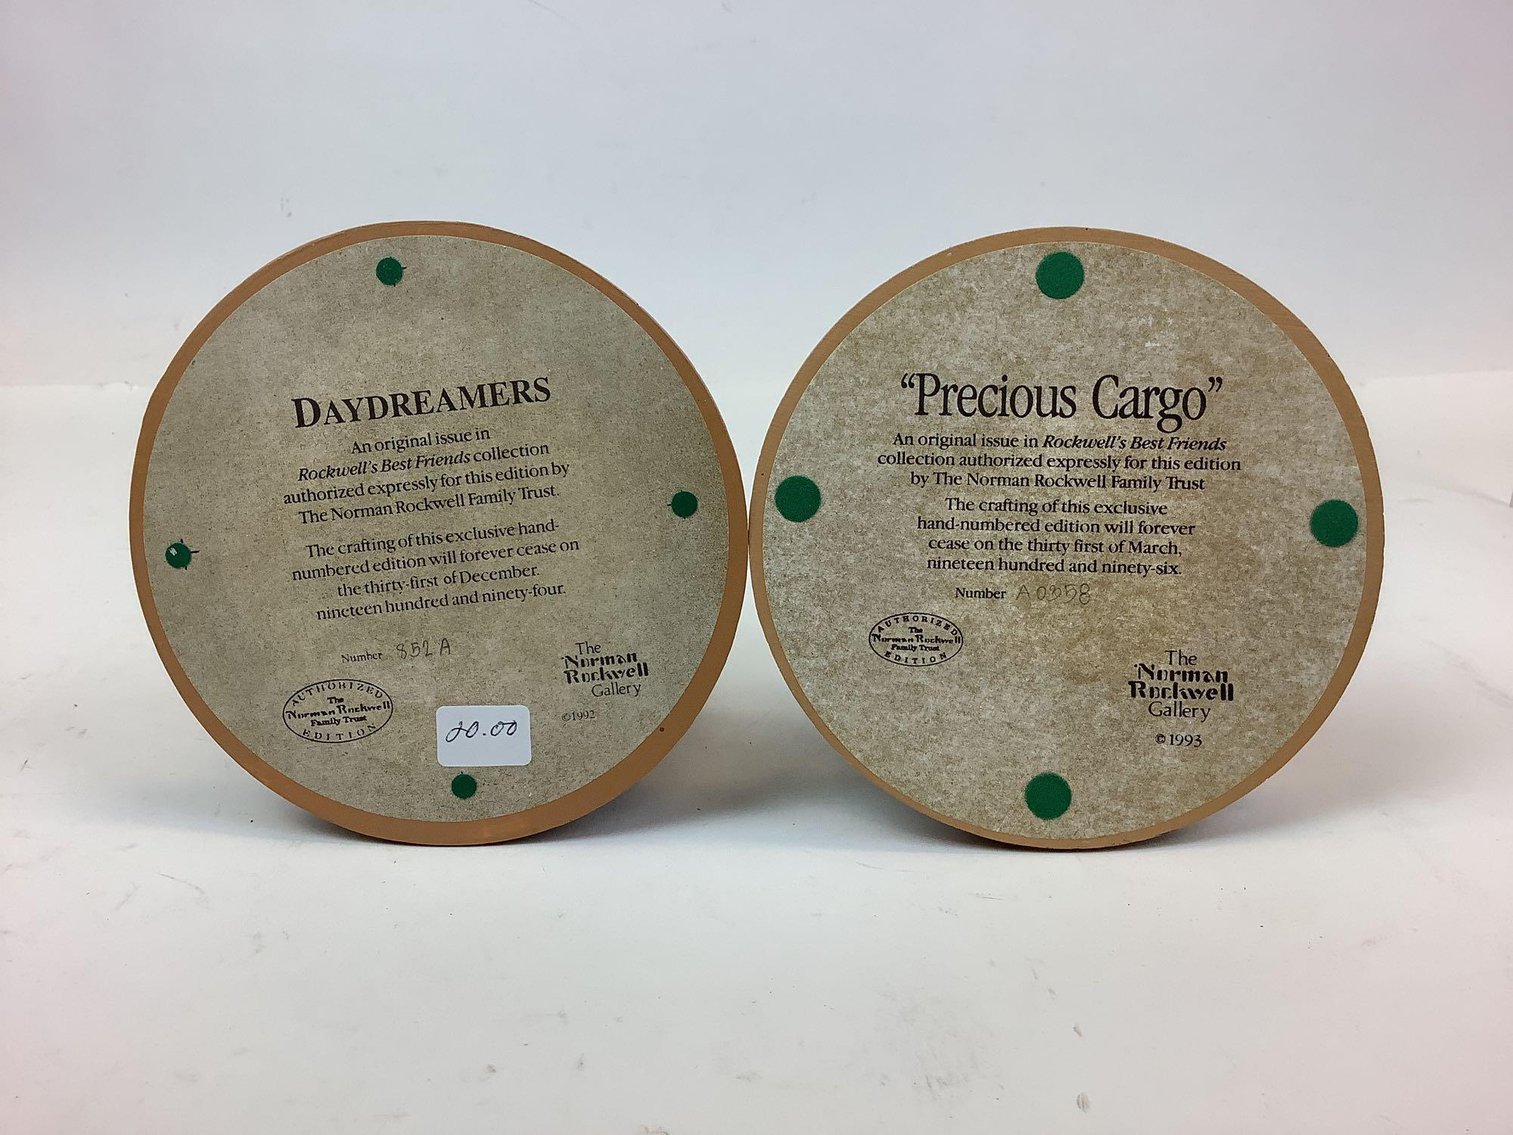 DAYDREAMERS
An original issue in
Rockwell's Best Friends collection
authorized expressly for this edition by
The Norman Rockwell Family Trust.
The crafting of this exclusive hand-
numbered edition will forever cease on
the thirty-first of December.
nineteen hundred and ninety-four.
Number 852 A
AUTHORIZED
The
Norman Rockwell
Family Trust
EDITION
The
Norman
Rockwell
Gallery
©1992
20.00
"Precious Cargo"
An original issue in Rockwell's Best Friends
collection authorized expressly for this edition
by The Norman Rockwell Family Trust
The crafting of this exclusive
hand-numbered edition will forever
cease on the thirty first of March,
nineteen hundred and ninety-six.
Number
AUTHORIZED
The
Norman Rockwell
Family Trust
EDITION
The
Norman
Rockwell
Gallery
©1993